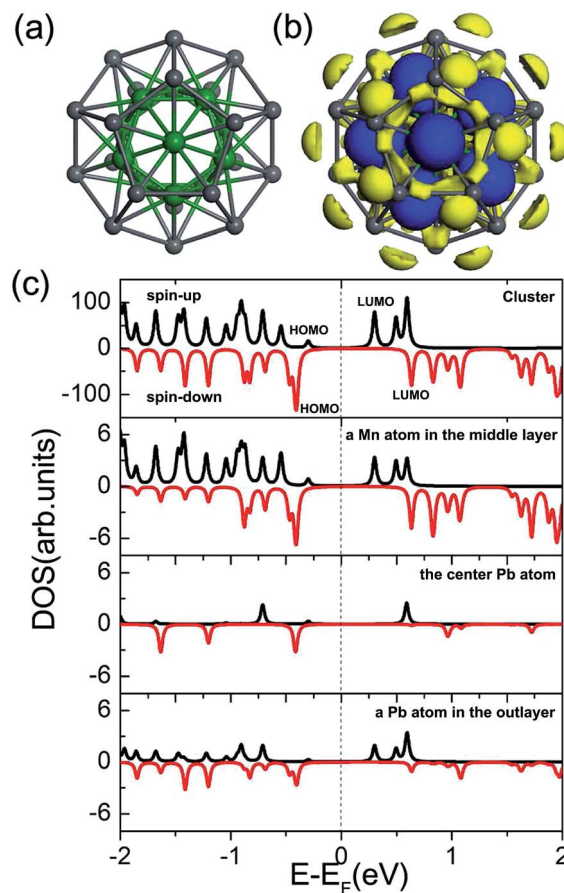 (a)
(b)
(c)
spin-up
LUMO
Cluster
HOMO
100
0
-100
spin-down
HOMO
LUMO
a Mn atom in the middle layer
6
0
-6
the center Pb atom
6
0
-6
a Pb atom in the outlayer
6
0
-6
DOS(arb.units)
-2
-1
0
1
2
E-E_F(eV)